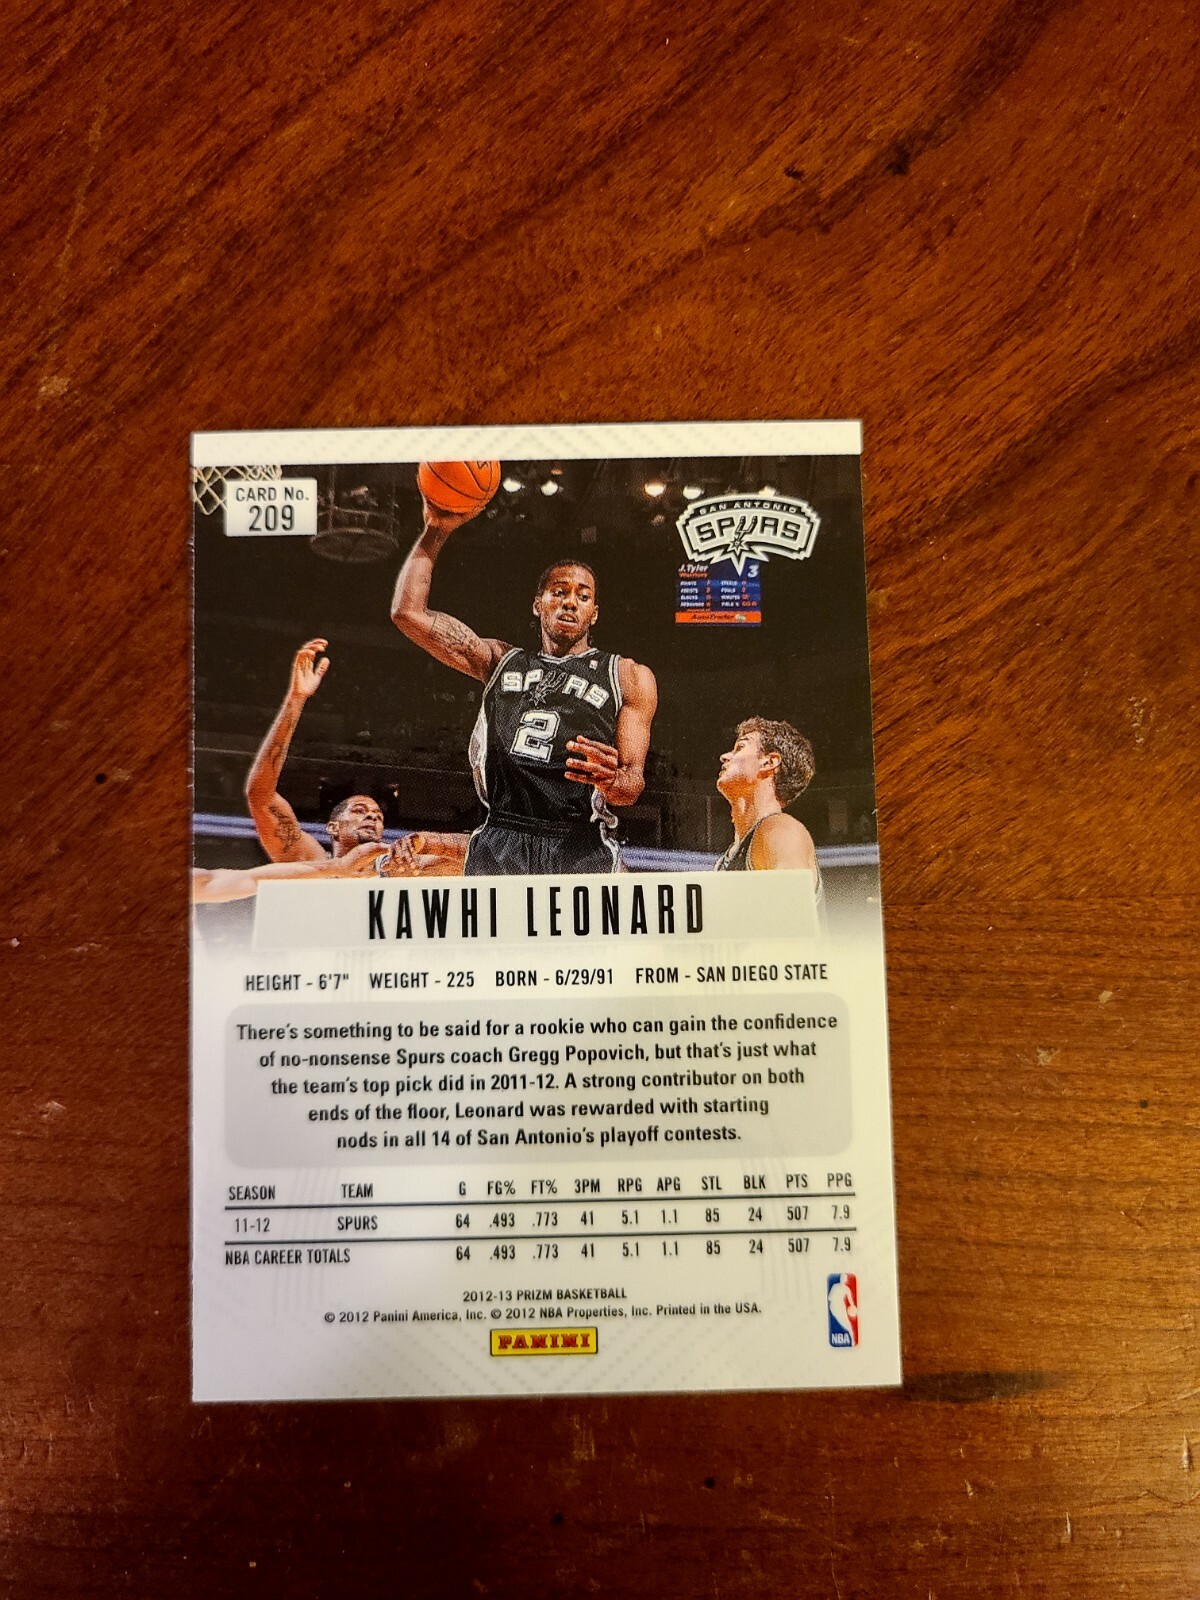 CARD No.
209
SAN ANTONIO
SPURS
J.Tyler 3
Warriors
AutoTrader
SPURS
2
KAWHI LEONARD
HEIGHT - 6'7" WEIGHT - 225 BORN - 6/29/91 FROM - SAN DIEGO STATE
There's something to be said for a rookie who can gain the confidence
of no-nonsense Spurs coach Gregg Popovich, but that's just what
the team's top pick did in 2011-12. A strong contributor on both
ends of the floor, Leonard was rewarded with starting
nods in all 14 of San Antonio's playoff contests.
SEASON TEAM G FG% FT% 3PM RPG APG STL BLK PTS PPG
11-12 SPURS 64 .493 .773 41 5.1 1.1 85 24 507 7.9
NBA CAREER TOTALS 64 .493 .773 41 5.1 1.1 85 24 507 7.9
2012-13 PRIZM BASKETBALL
© 2012 Panini America, Inc. © 2012 NBA Properties, Inc. Printed in the USA.
PANINI
NBA